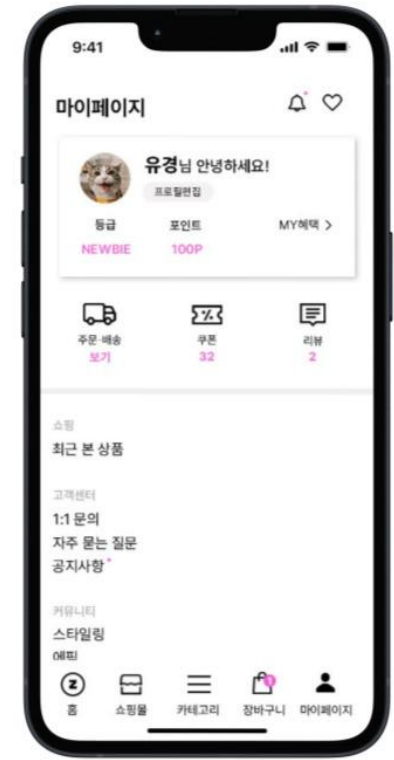 9:41
마이페이지
유경님 안녕하세요!
프로필편집
등급 포인트 MY혜택 >
NEWBIE 100P
주문·배송 쿠폰 리뷰
보기 32 2
쇼핑
최근 본 상품
고객센터
1:1 문의
자주 묻는 질문
공지사항
커뮤니티
스타일링
Z 1
홈 쇼핑몰 카테고리 장바구니 마이페이지